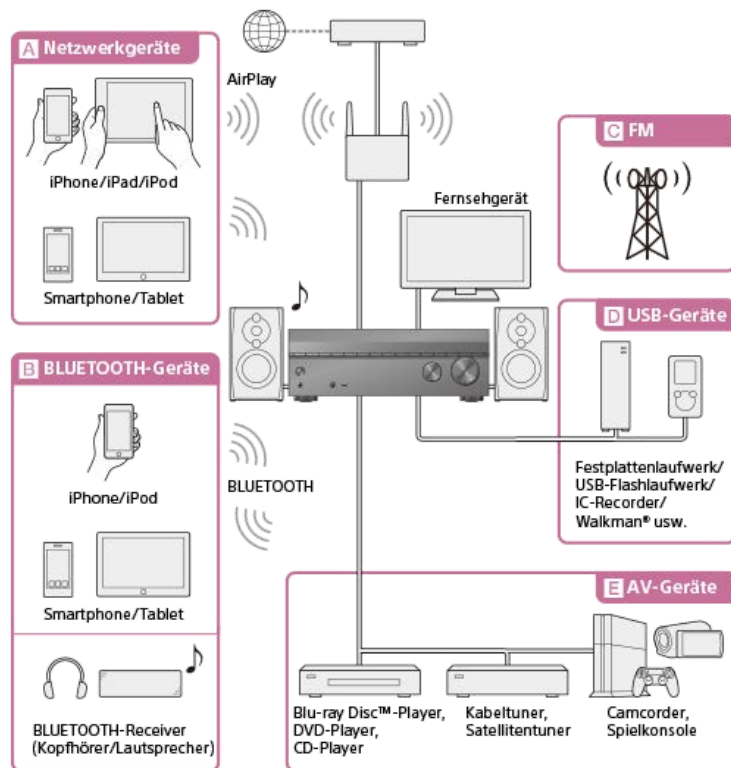 A Netzwerkgeräte
AirPlay
iPhone/iPad/iPod
Smartphone/Tablet
C FM
Fernsehgerät
D USB-Geräte
Festplattenlaufwerk/
USB-Flashlaufwerk/
IC-Recorder/
Walkman® usw.
B BLUETOOTH-Geräte
iPhone/iPod
BLUETOOTH
Smartphone/Tablet
BLUETOOTH-Receiver
(Kopfhörer/Lautsprecher)
E AV-Geräte
Blu-ray Disc™-Player,
DVD-Player,
CD-Player
Kabeltuner,
Satellitentuner
Camcorder,
Spielkonsole